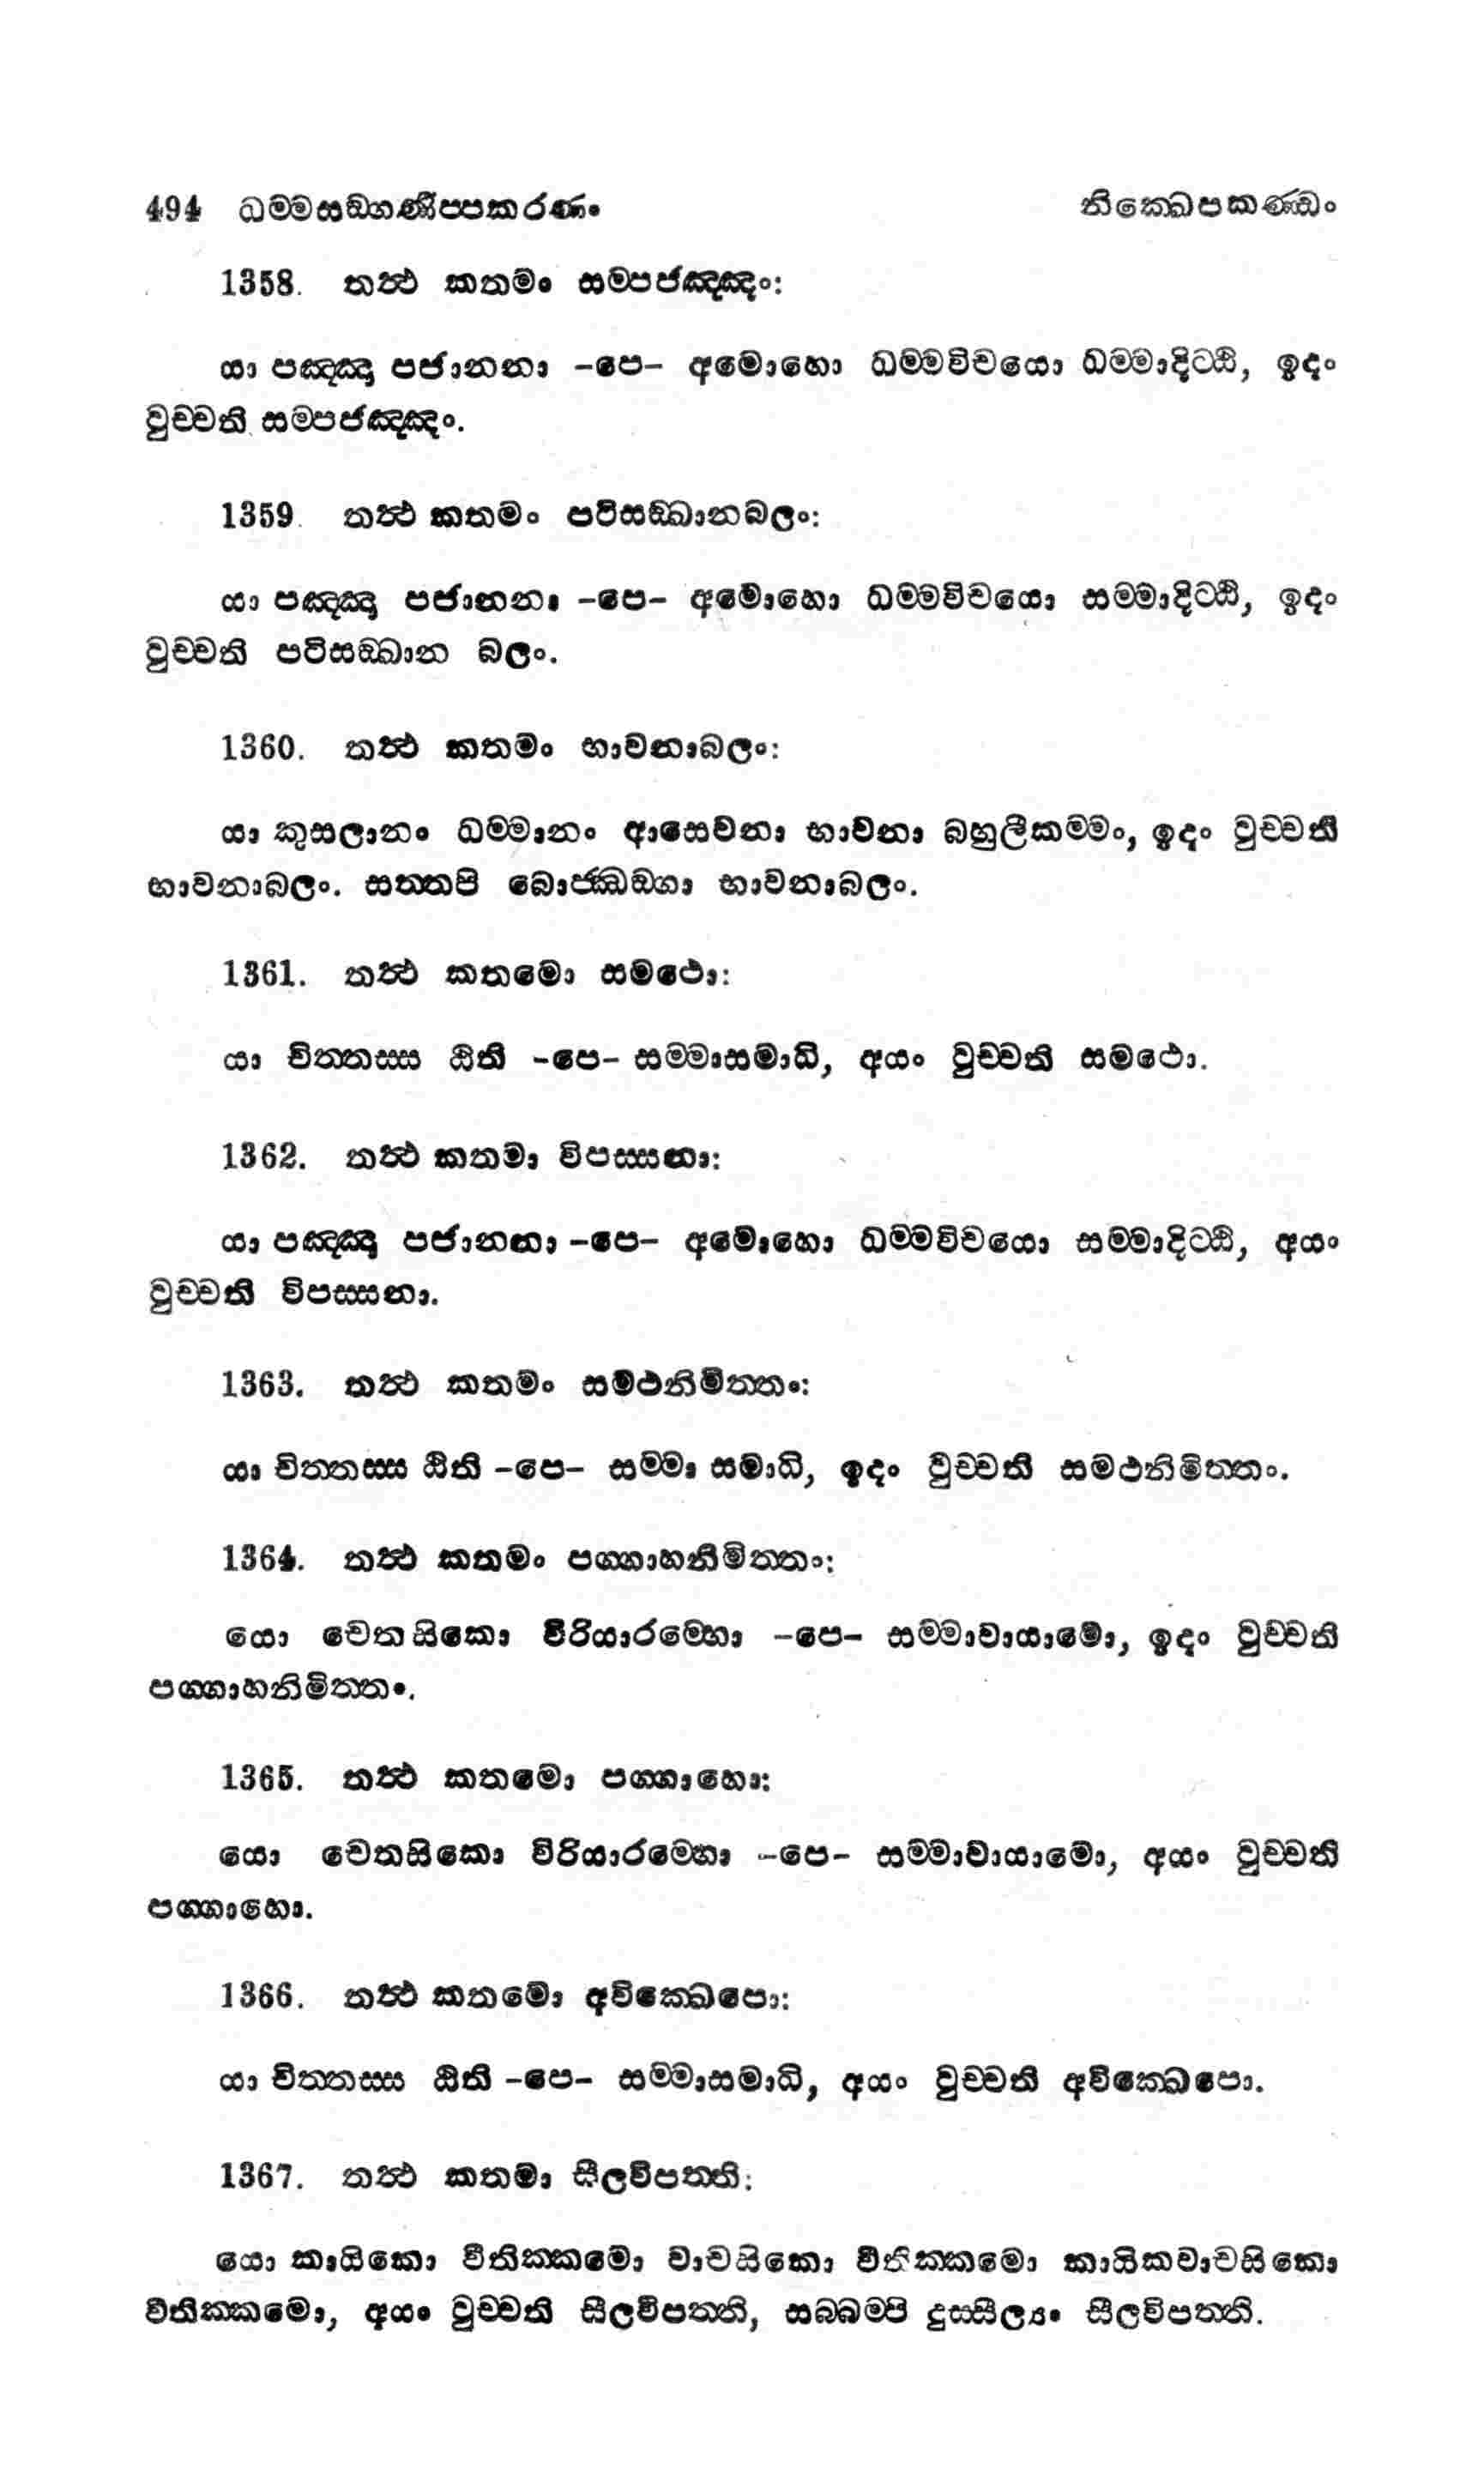 494 ධම්මසඞ්ගණීප්පකරණං නික්ඛෙපකණ්ඩං
1358. තත්‍ථ කතමං සම්පජඤ්ඤං:
යා පඤ්ඤා පජානනා -පෙ- අමොහො ධම්මවිචයො ධම්මාදිට්ඨි, ඉදං
වුච්චති සම්පජඤ්ඤං.
1359. තත්‍ථ කතමං පටිසඞ්ඛානබලං:
යා පඤ්ඤා පජානනා -පෙ- අමොහො ධම්මවිචයො සම්මාදිට්ඨි, ඉදං
වුච්චති පටිසඞ්ඛාන බලං.
1360. තත්‍ථ කතමං භාවනාබලං:
යා කුසලානං ධම්මානං ආසෙවනා භාවනා බහුලීකම්මං, ඉදං වුච්චති
භාවනාබලං. සත්තපි බොජ්ඣඞ්ගා භාවනාබලං.
1361. තත්‍ථ කතමො සමථො:
යා චිත්තස්ස ඨිති -පෙ- සම්මාසමාධි, අයං වුච්චති සමථො.
1362. තත්‍ථ කතමා විපස්සනා:
යා පඤ්ඤා පජානනා -පෙ- අමොහො ධම්මවිචයො සම්මාදිට්ඨි, අයං
වුච්චති විපස්සනා.
1363. තත්‍ථ කතමං සමථනිමිත්තං:
යා චිත්තස්ස ඨිති -පෙ- සම්මා සමාධි, ඉදං වුච්චති සමථනිමිත්තං.
1364. තත්‍ථ කතමං පග්ගාහනිමිත්තං:
යො චෙතසිකො විරියාරම්භො -පෙ- සම්මාවායාමො, ඉදං වුච්චති
පග්ගාහනිමිත්තං.
1365. තත්‍ථ කතමො පග්ගාහො:
යො චෙතසිකො විරියාරම්භො -පෙ- සම්මාවායාමො, අයං වුච්චති
පග්ගාහො.
1366. තත්‍ථ කතමො අවික්ඛෙපො:
යා චිත්තස්ස ඨිති -පෙ- සම්මාසමාධි, අයං වුච්චති අවික්ඛෙපො.
1367. තත්‍ථ කතමා සීලවිපත්ති:
යො කායිකො වීතික්කමො වාචසිකො වීතික්කමො කායිකවාචසිකො
වීතික්කමො, අයං වුච්චති සීලවිපත්ති, සබ්බම්පි දුස්සීල්‍යං සීලවිපත්ති.